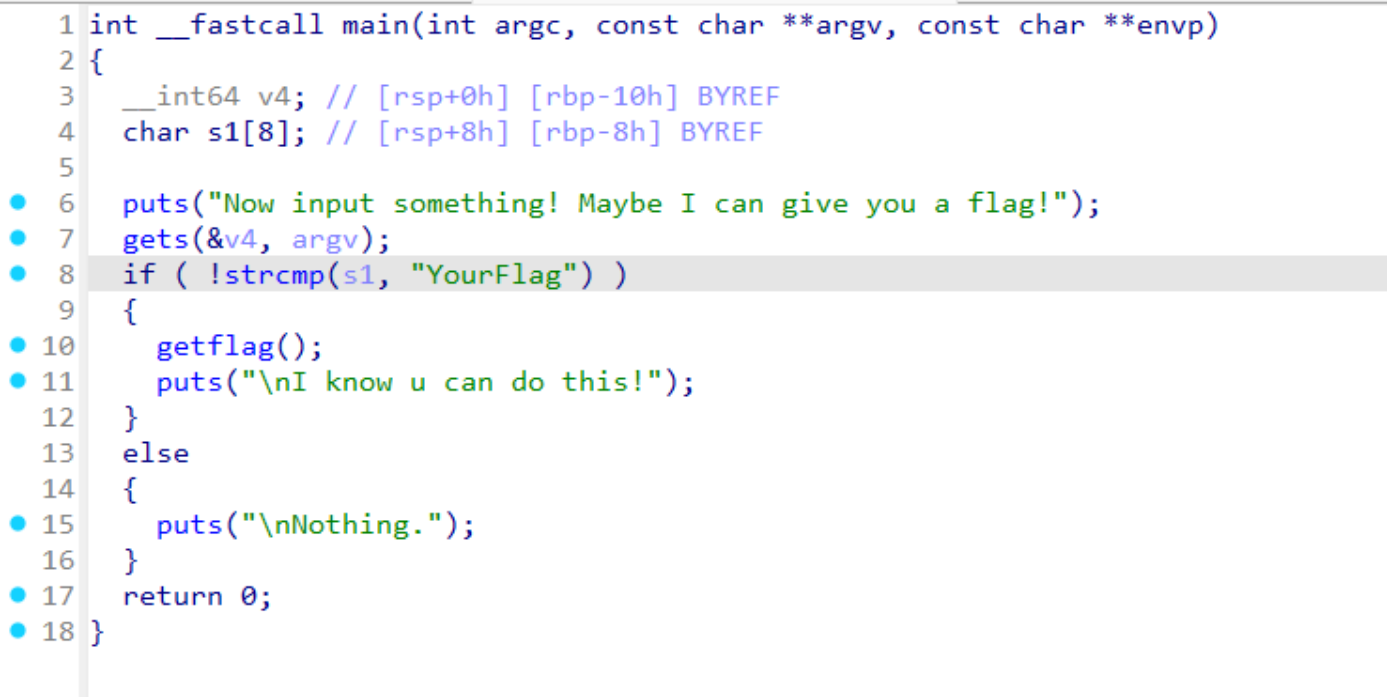 1 int __fastcall main(int argc, const char **argv, const char **envp)
2 {
3   __int64 v4; // [rsp+0h] [rbp-10h] BYREF
4   char s1[8]; // [rsp+8h] [rbp-8h] BYREF
5
6   puts("Now input something! Maybe I can give you a flag!");
7   gets(&v4, argv);
8   if ( !strcmp(s1, "YourFlag") )
9   {
10     getflag();
11     puts("\nI know u can do this!");
12   }
13   else
14   {
15     puts("\nNothing.");
16   }
17   return 0;
18 }